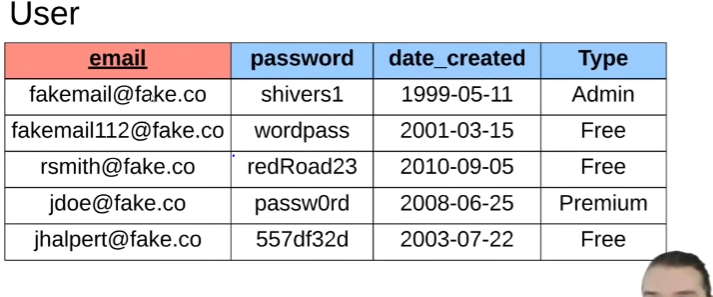 User
email password date_created Type
fakemail@fake.co shivers1 1999-05-11 Admin
fakemail112@fake.co wordpass 2001-03-15 Free
rsmith@fake.co redRoad23 2010-09-05 Free
jdoe@fake.co passw0rd 2008-06-25 Premium
jhalpert@fake.co 557df32d 2003-07-22 Free